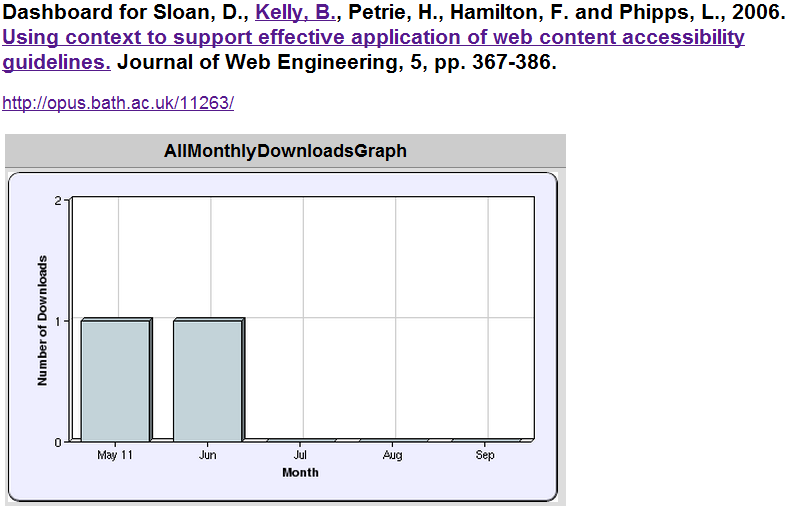 Dashboard for Sloan, D., Kelly, B., Petrie, H., Hamilton, F. and Phipps, L., 2006.
Using context to support effective application of web content accessibility
guidelines. Journal of Web Engineering, 5, pp. 367-386.
http://opus.bath.ac.uk/11263/
AllMonthlyDownloadsGraph
Number of Downloads
2
1
0
May 11 Jun Jul Aug Sep
Month